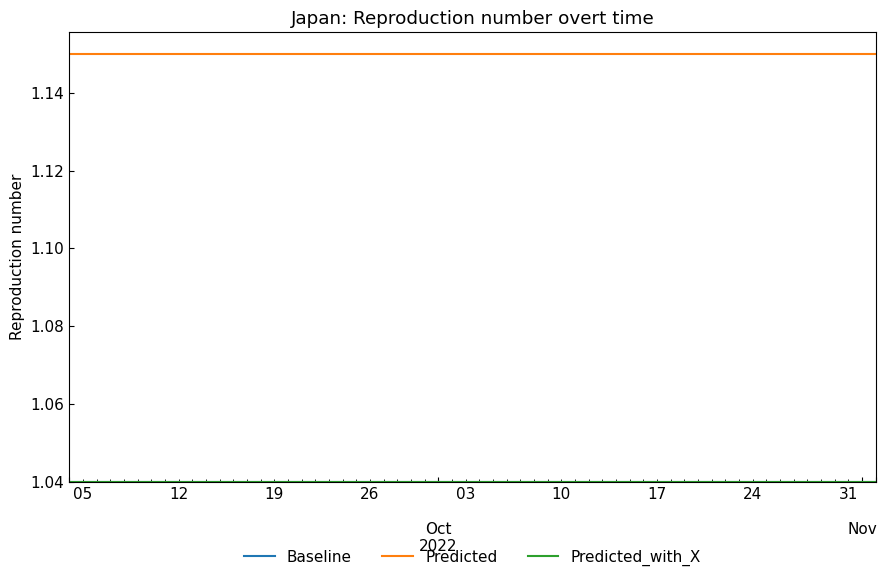 Japan: Reproduction number overt time
Reproduction number
1.14
1.12
1.10
1.08
1.06
1.04
05 12 19 26 03 10 17 24 31
Oct Nov
2022
Baseline Predicted Predicted_with_X